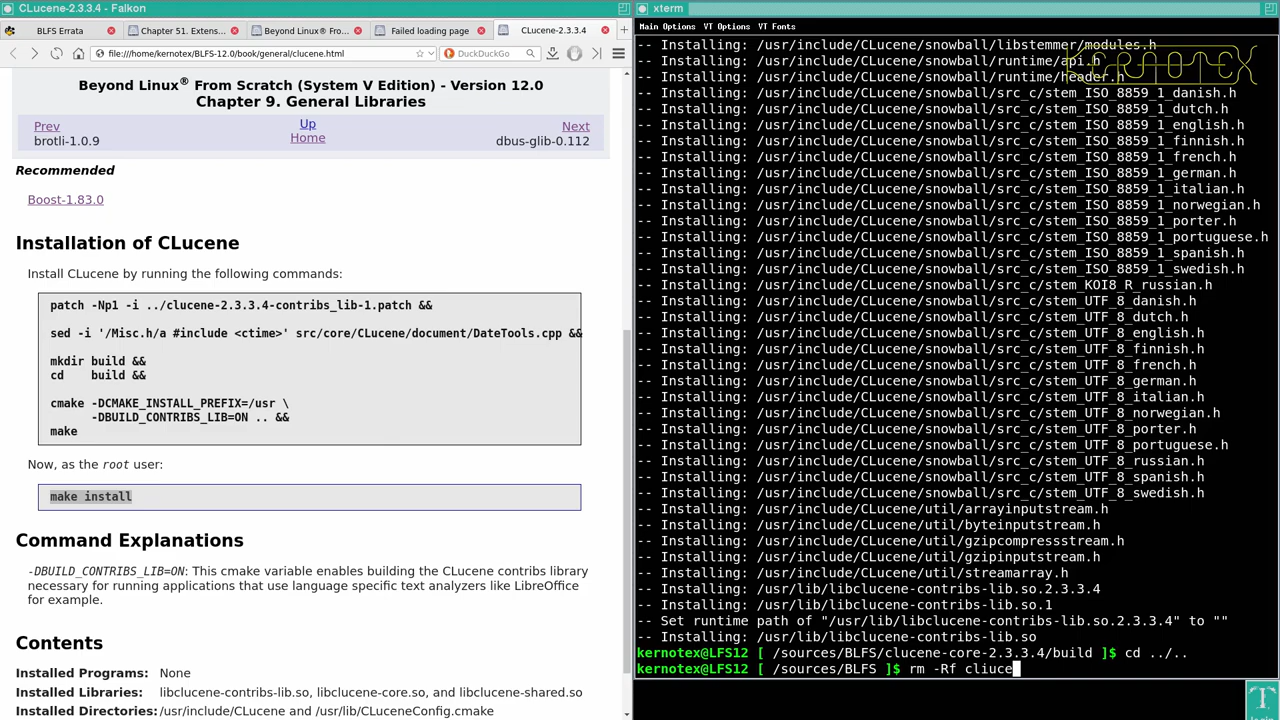 CLucene-2.3.3.4 - Falkon
BLFS Errata
Chapter 51. Extens...
Beyond Linux® From...
Failed loading page
CLucene-2.3.3.4
file:///home/kernotex/BLFS-12.0/book/general/clucene.html
DuckDuckGo
Beyond Linux® From Scratch (System V Edition) - Version 12.0
Chapter 9. General Libraries
Prev
Up
Next
brotli-1.0.9
Home
dbus-glib-0.112
Recommended
Boost-1.83.0
Installation of CLucene
Install CLucene by running the following commands:
patch -Np1 -i ../clucene-2.3.3.4-contribs_lib-1.patch &&
sed -i '/Misc.h/a #include <ctime>' src/core/CLucene/document/DateTools.cpp &&
mkdir build &&
cd    build &&
cmake -DCMAKE_INSTALL_PREFIX=/usr \
-DBUILD_CONTRIBS_LIB=ON .. &&
make
Now, as the root user:
make install
Command Explanations
-DBUILD_CONTRIBS_LIB=ON: This cmake variable enables building the CLucene contribs library
necessary for running applications that use language specific text analyzers like LibreOffice
for example.
Contents
Installed Programs: None
Installed Libraries: libclucene-contribs-lib.so, libclucene-core.so, and libclucene-shared.so
Installed Directories: /usr/include/CLucene and /usr/lib/CLuceneConfig.cmake
xterm
Main Options  VT Options  VT Fonts
KERNOTEX
-- Installing: /usr/include/CLucene/snowball/libstemmer/modules.h
-- Installing: /usr/include/CLucene/snowball/runtime/api.h
-- Installing: /usr/include/CLucene/snowball/runtime/header.h
-- Installing: /usr/include/CLucene/snowball/src_c/stem_ISO_8859_1_danish.h
-- Installing: /usr/include/CLucene/snowball/src_c/stem_ISO_8859_1_dutch.h
-- Installing: /usr/include/CLucene/snowball/src_c/stem_ISO_8859_1_english.h
-- Installing: /usr/include/CLucene/snowball/src_c/stem_ISO_8859_1_finnish.h
-- Installing: /usr/include/CLucene/snowball/src_c/stem_ISO_8859_1_french.h
-- Installing: /usr/include/CLucene/snowball/src_c/stem_ISO_8859_1_german.h
-- Installing: /usr/include/CLucene/snowball/src_c/stem_ISO_8859_1_italian.h
-- Installing: /usr/include/CLucene/snowball/src_c/stem_ISO_8859_1_norwegian.h
-- Installing: /usr/include/CLucene/snowball/src_c/stem_ISO_8859_1_porter.h
-- Installing: /usr/include/CLucene/snowball/src_c/stem_ISO_8859_1_portuguese.h
-- Installing: /usr/include/CLucene/snowball/src_c/stem_ISO_8859_1_spanish.h
-- Installing: /usr/include/CLucene/snowball/src_c/stem_ISO_8859_1_swedish.h
-- Installing: /usr/include/CLucene/snowball/src_c/stem_KOI8_R_russian.h
-- Installing: /usr/include/CLucene/snowball/src_c/stem_UTF_8_danish.h
-- Installing: /usr/include/CLucene/snowball/src_c/stem_UTF_8_dutch.h
-- Installing: /usr/include/CLucene/snowball/src_c/stem_UTF_8_english.h
-- Installing: /usr/include/CLucene/snowball/src_c/stem_UTF_8_finnish.h
-- Installing: /usr/include/CLucene/snowball/src_c/stem_UTF_8_french.h
-- Installing: /usr/include/CLucene/snowball/src_c/stem_UTF_8_german.h
-- Installing: /usr/include/CLucene/snowball/src_c/stem_UTF_8_italian.h
-- Installing: /usr/include/CLucene/snowball/src_c/stem_UTF_8_norwegian.h
-- Installing: /usr/include/CLucene/snowball/src_c/stem_UTF_8_porter.h
-- Installing: /usr/include/CLucene/snowball/src_c/stem_UTF_8_portuguese.h
-- Installing: /usr/include/CLucene/snowball/src_c/stem_UTF_8_russian.h
-- Installing: /usr/include/CLucene/snowball/src_c/stem_UTF_8_spanish.h
-- Installing: /usr/include/CLucene/snowball/src_c/stem_UTF_8_swedish.h
-- Installing: /usr/include/CLucene/util/arrayinputstream.h
-- Installing: /usr/include/CLucene/util/byteinputstream.h
-- Installing: /usr/include/CLucene/util/gzipcompressstream.h
-- Installing: /usr/include/CLucene/util/gzipinputstream.h
-- Installing: /usr/include/CLucene/util/streamarray.h
-- Installing: /usr/lib/libclucene-contribs-lib.so.2.3.3.4
-- Installing: /usr/lib/libclucene-contribs-lib.so.1
-- Set runtime path of "/usr/lib/libclucene-contribs-lib.so.2.3.3.4" to ""
-- Installing: /usr/lib/libclucene-contribs-lib.so
kernotex@LFS12 [ /sources/BLFS/clucene-core-2.3.3.4/build ]$ cd ../..
kernotex@LFS12 [ /sources/BLFS ]$ rm -Rf cliuce